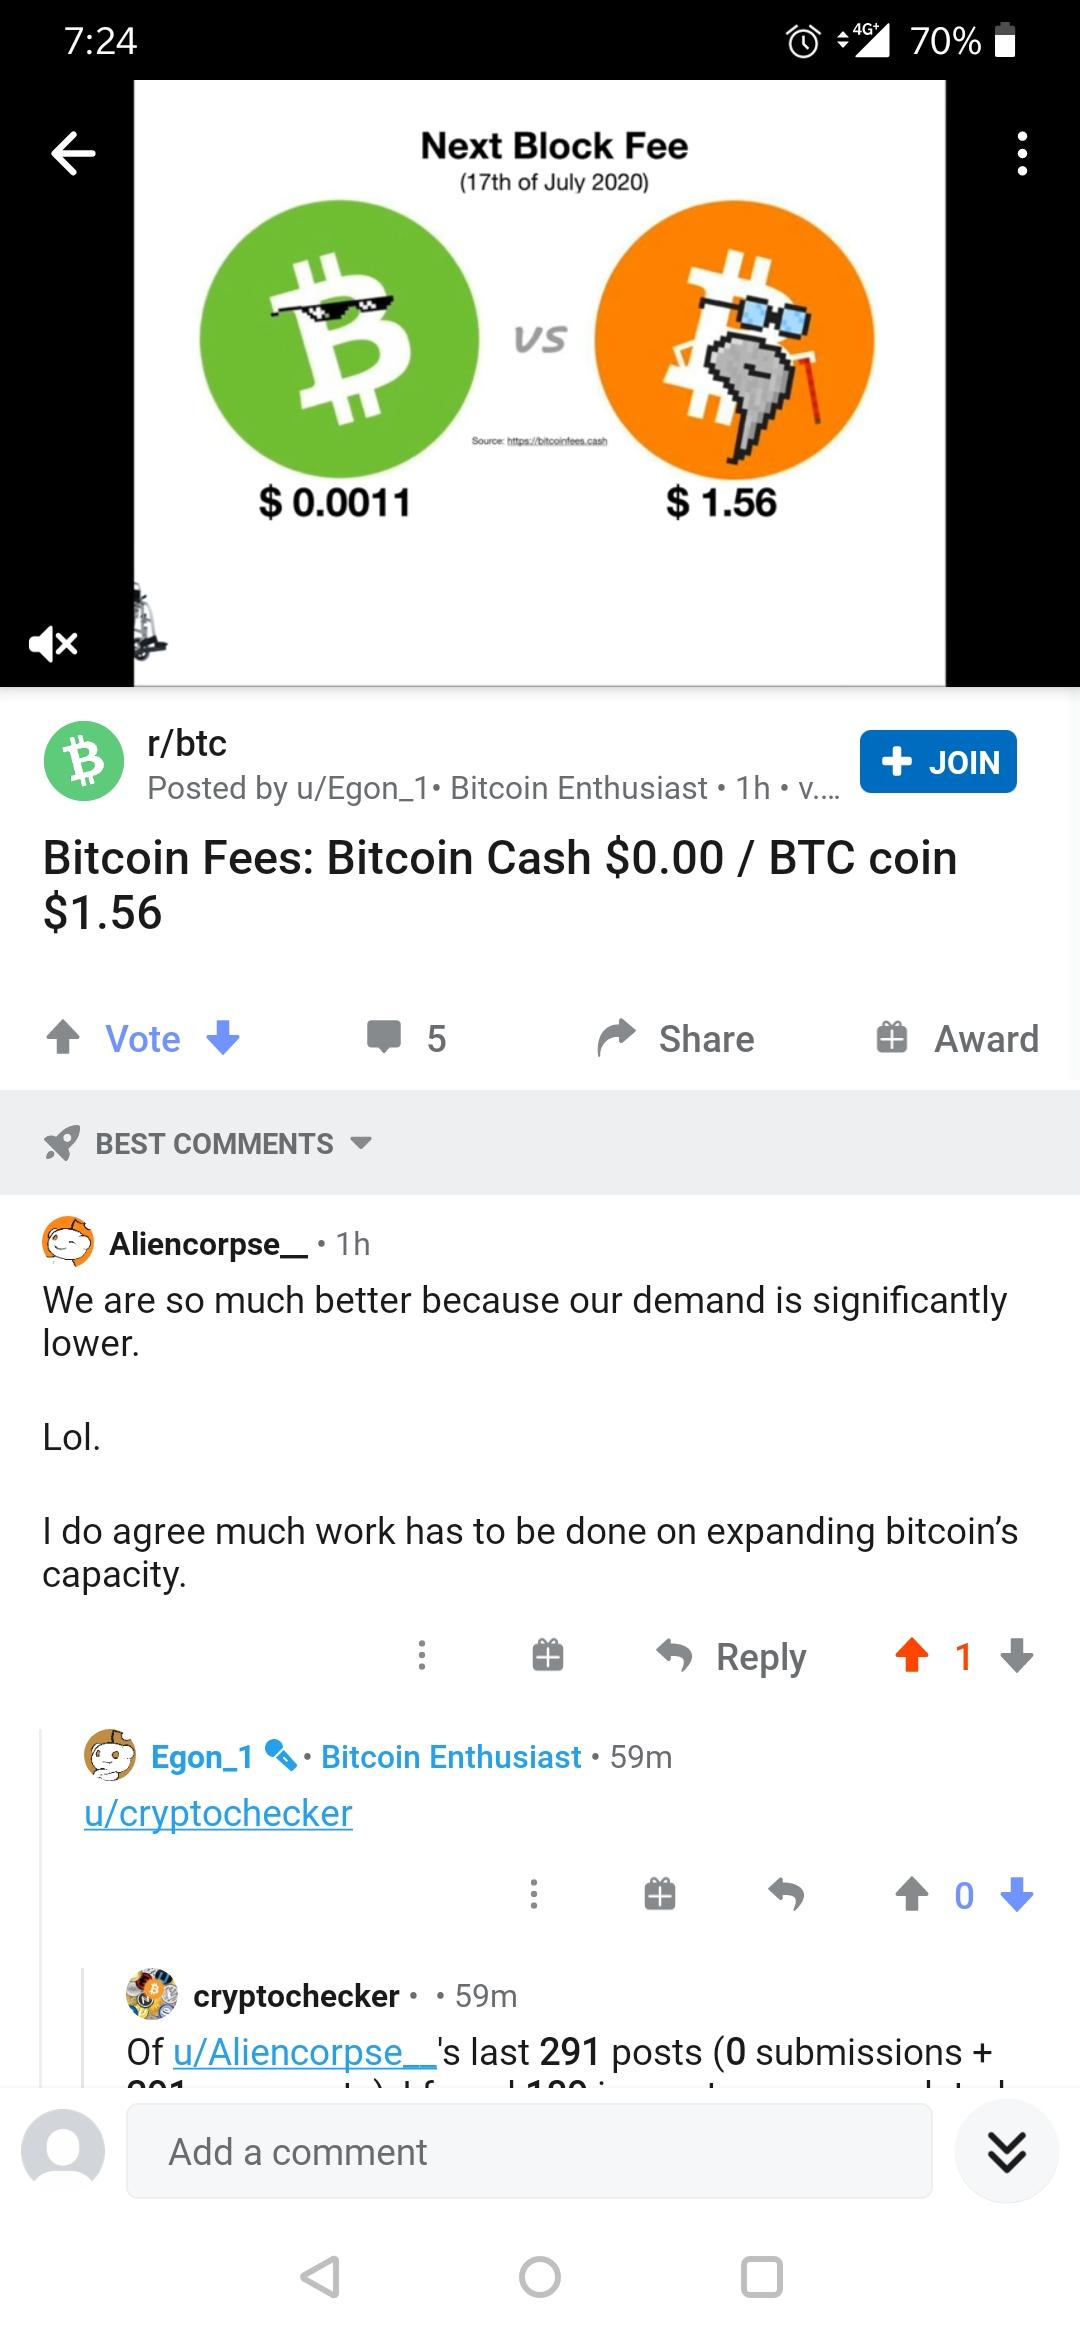 7:24
4G+ 70%
Next Block Fee
(17th of July 2020)
vs
Source: https://bitcoinfees.cash
$ 0.0011
$ 1.56
r/btc
Posted by u/Egon_1• Bitcoin Enthusiast • 1h • v....
+ JOIN
Bitcoin Fees: Bitcoin Cash $0.00 / BTC coin
$1.56
Vote
5
Share
Award
BEST COMMENTS
Aliencorpse__ • 1h
We are so much better because our demand is significantly
lower.
Lol.
I do agree much work has to be done on expanding bitcoin’s
capacity.
Reply
1
Egon_1 • Bitcoin Enthusiast • 59m
u/cryptochecker
0
cryptochecker • • 59m
Of u/Aliencorpse__'s last 291 posts (0 submissions +
Add a comment